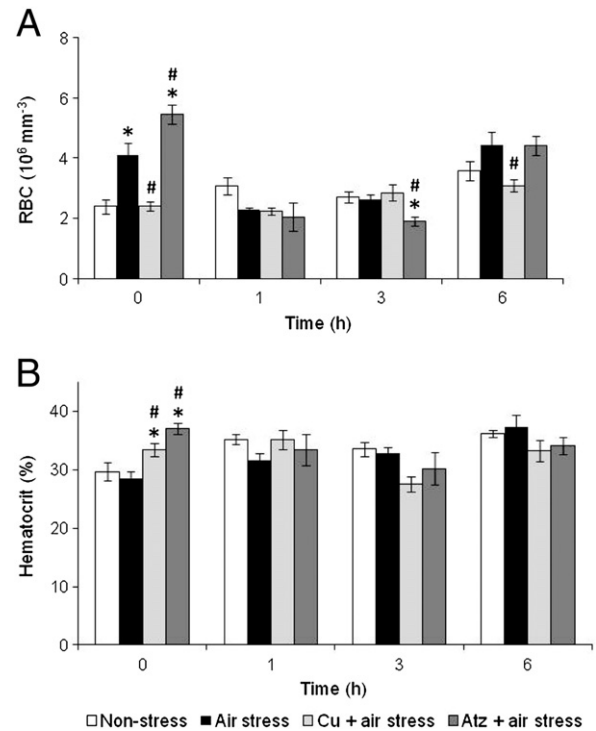 A
8
6
4
2
0
RBC (10⁶ mm⁻³)
#
*
*
#
#
*
#
0 1 3 6
Time (h)
B
40
30
20
10
0
Hematocrit (%)
#
*
#
*
0 1 3 6
Time (h)
Non-stress Air stress Cu + air stress Atz + air stress